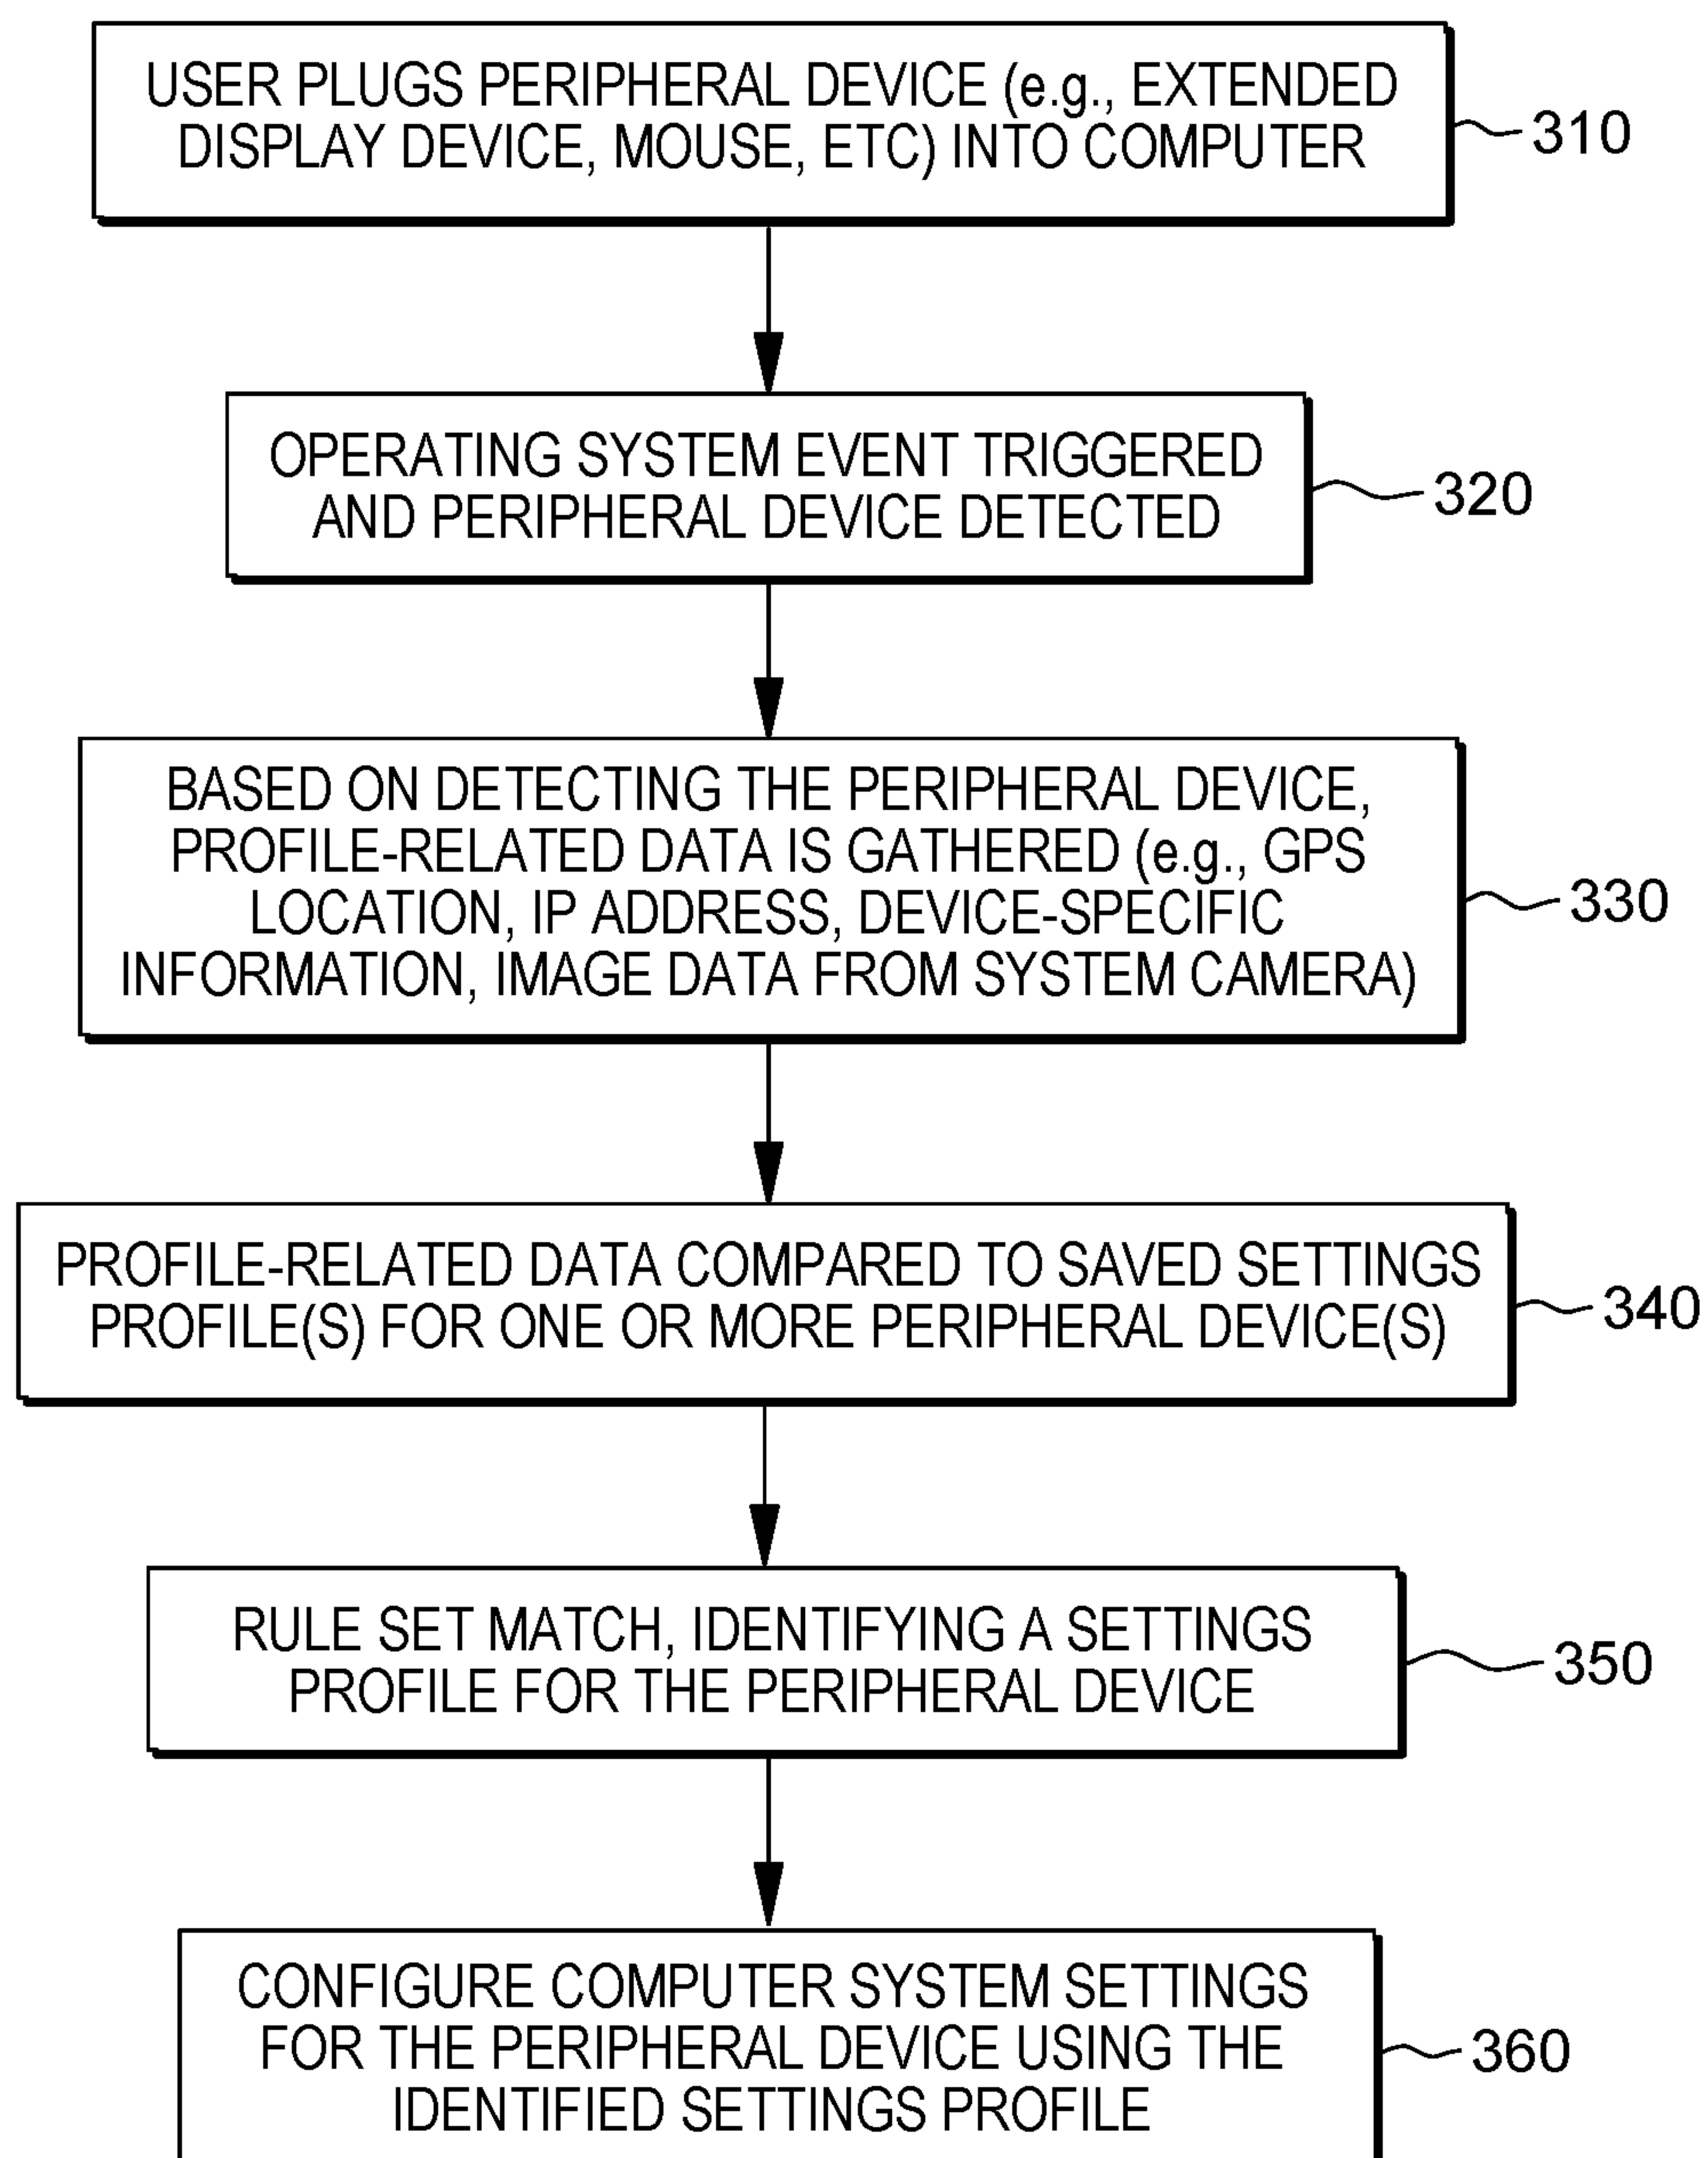 USER PLUGS PERIPHERAL DEVICE (e.g., EXTENDED
DISPLAY DEVICE, MOUSE, ETC) INTO COMPUTER
310
OPERATING SYSTEM EVENT TRIGGERED
AND PERIPHERAL DEVICE DETECTED
320
BASED ON DETECTING THE PERIPHERAL DEVICE,
PROFILE-RELATED DATA IS GATHERED (e.g., GPS
LOCATION, IP ADDRESS, DEVICE-SPECIFIC
INFORMATION, IMAGE DATA FROM SYSTEM CAMERA)
330
PROFILE-RELATED DATA COMPARED TO SAVED SETTINGS
PROFILE(S) FOR ONE OR MORE PERIPHERAL DEVICE(S)
340
RULE SET MATCH, IDENTIFYING A SETTINGS
PROFILE FOR THE PERIPHERAL DEVICE
350
CONFIGURE COMPUTER SYSTEM SETTINGS
FOR THE PERIPHERAL DEVICE USING THE
IDENTIFIED SETTINGS PROFILE
360